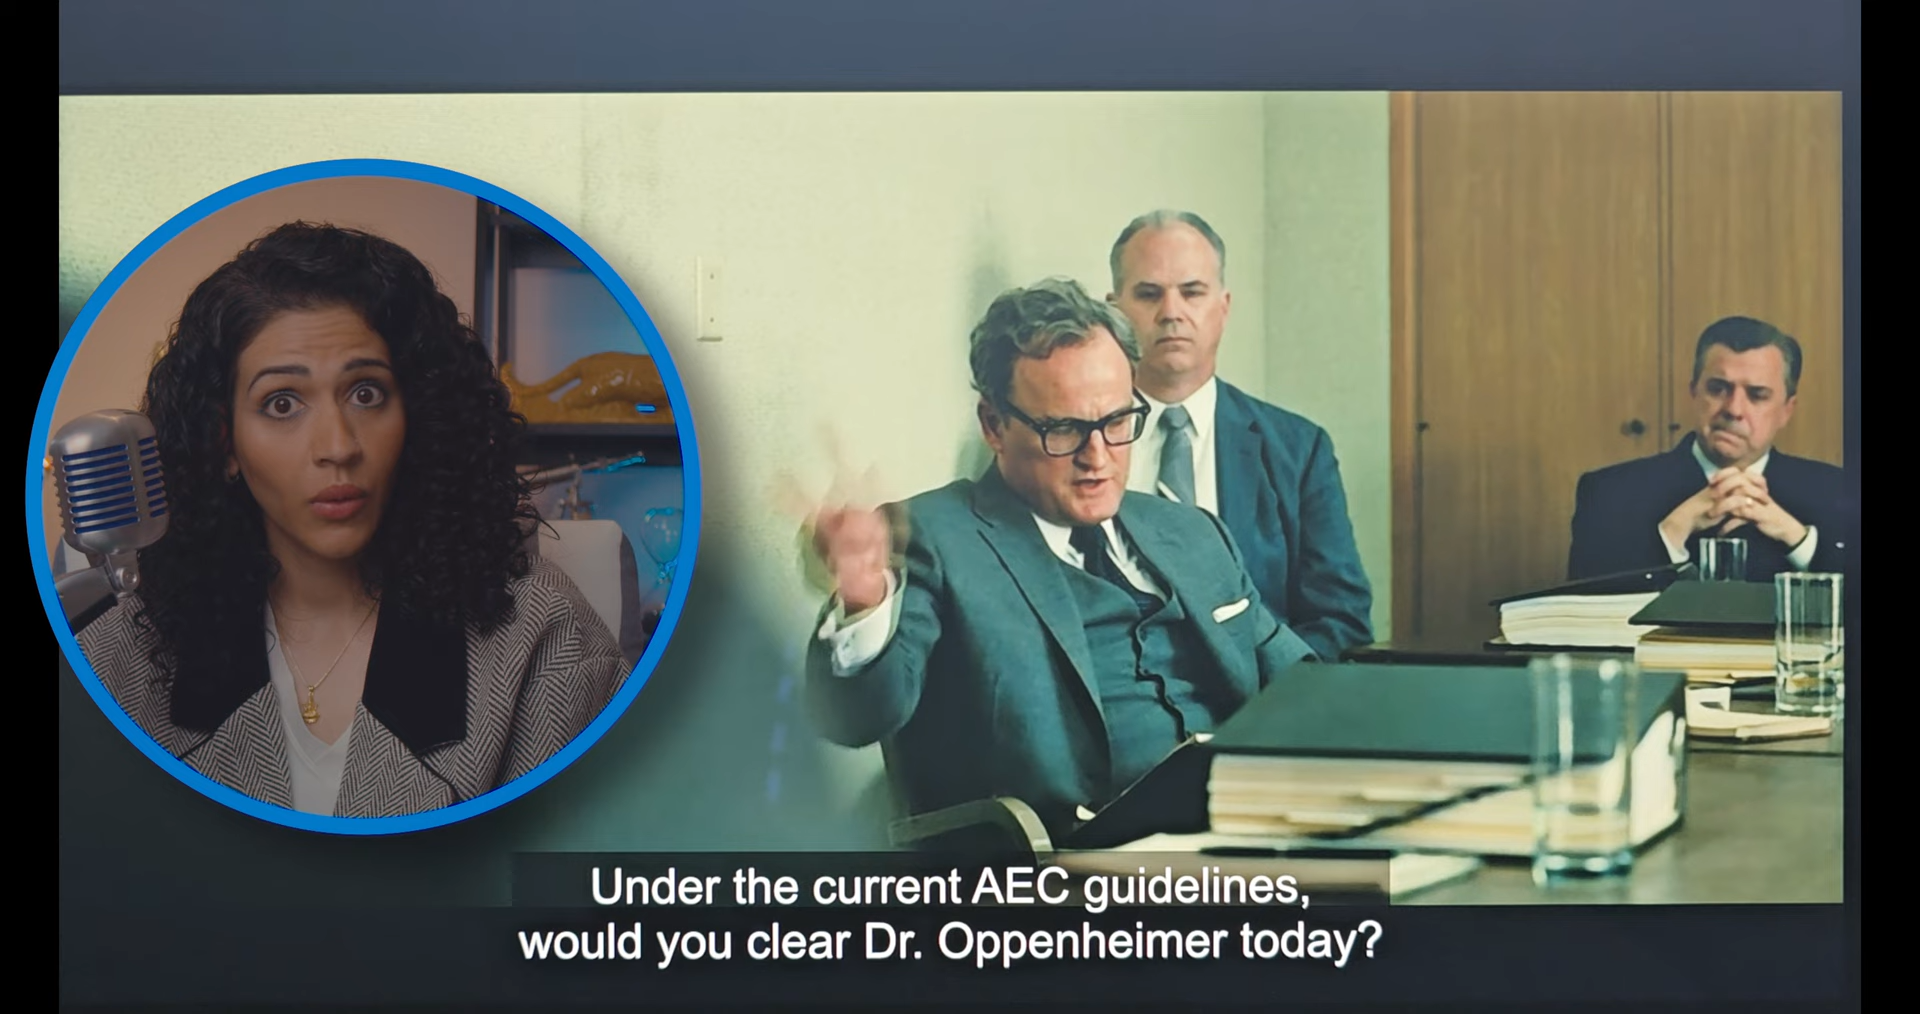 Under the current AEC guidelines,
would you clear Dr. Oppenheimer today?